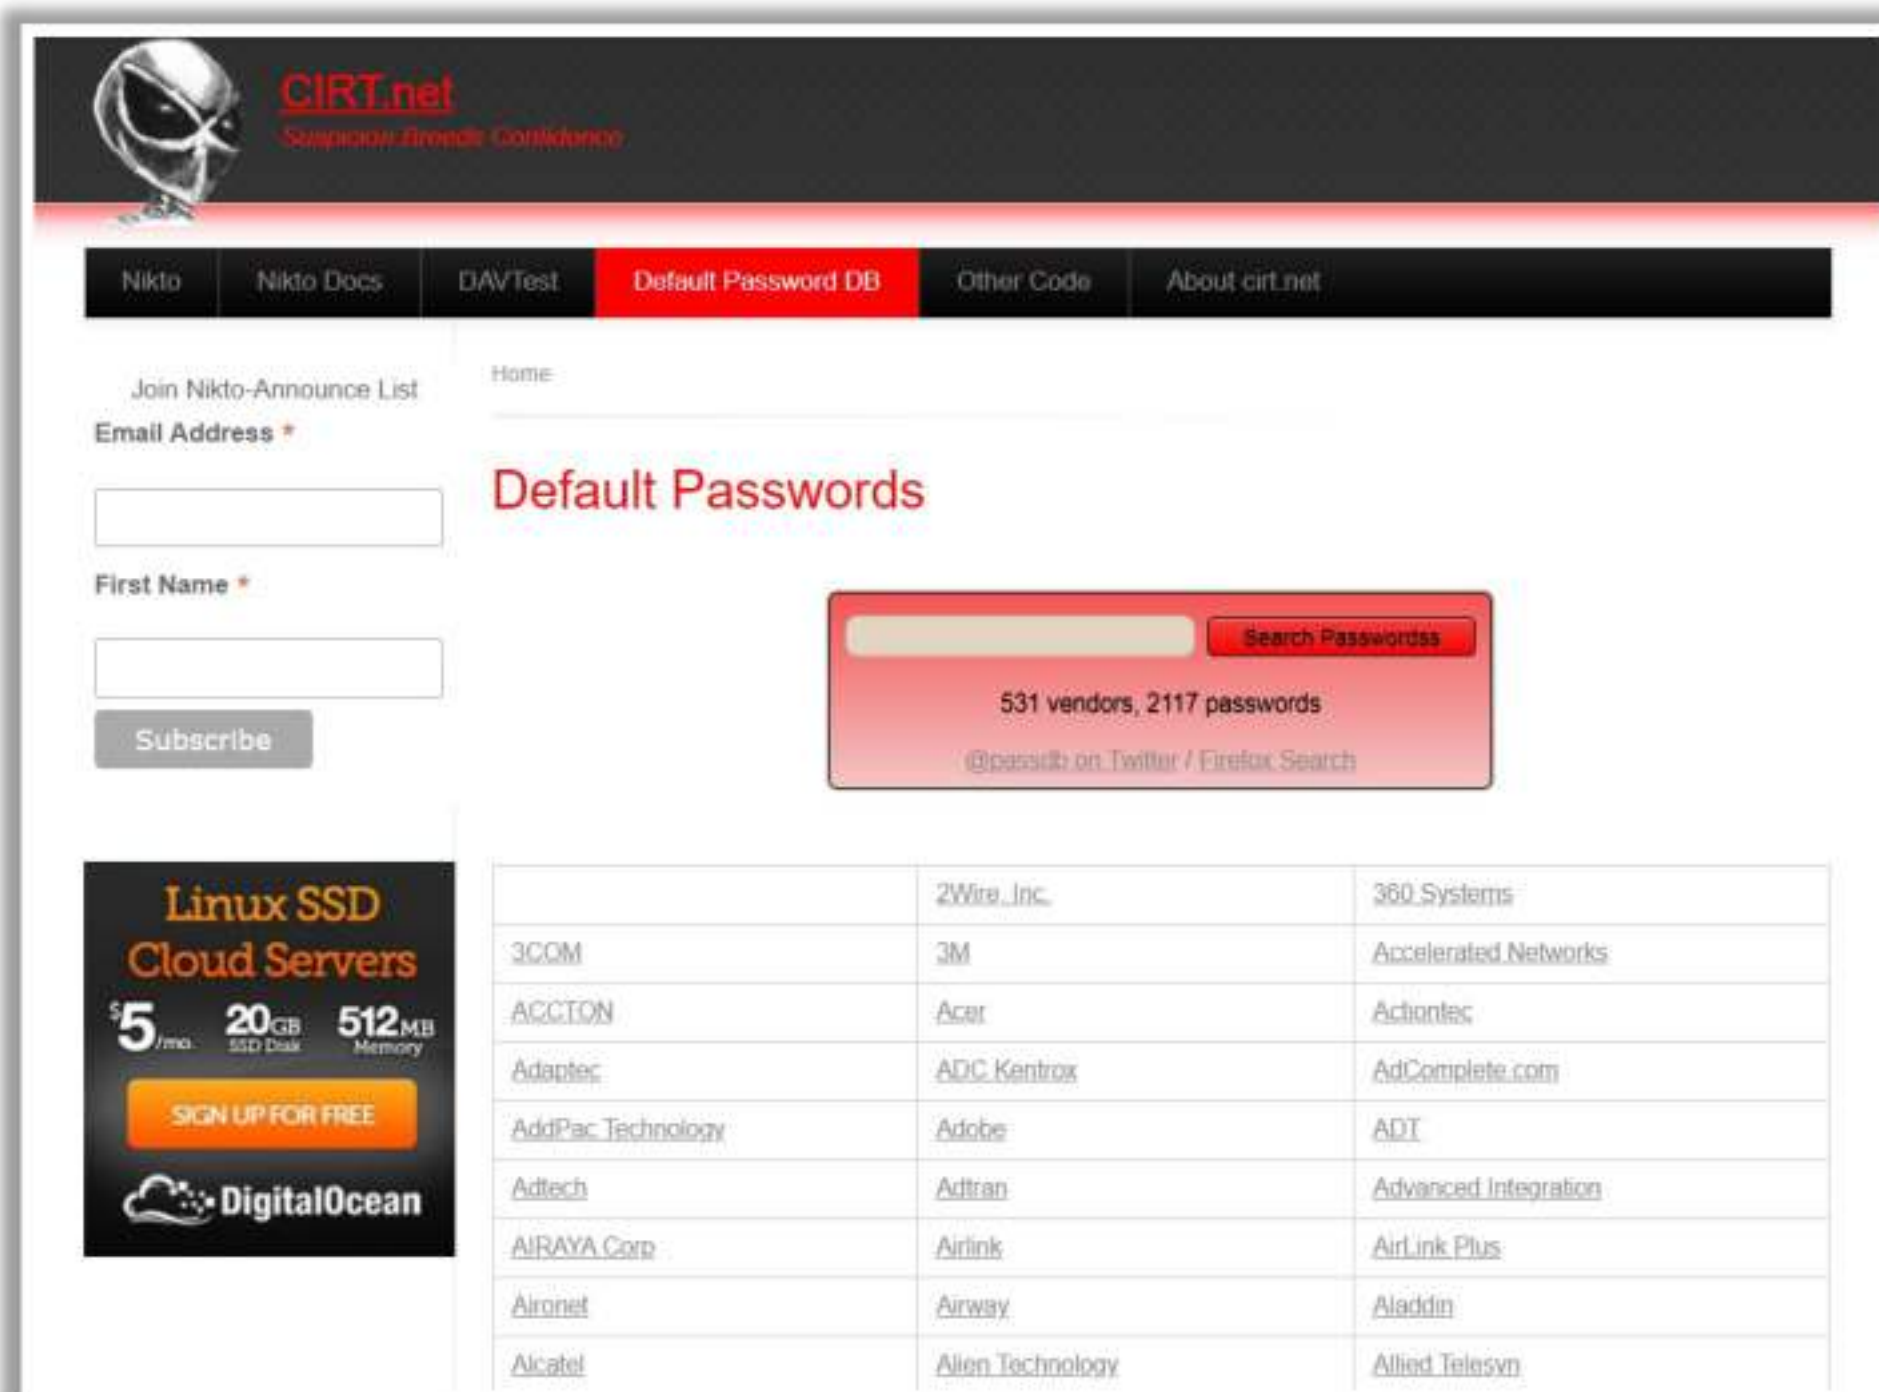 CIRT.net
Suspicion Breeds Confidence
Nikto Nikto Docs DAVTest Default Password DB Other Code About cirt.net
Join Nikto-Announce List
Email Address *
First Name *
Subscribe
Linux SSD
Cloud Servers
$5/mo. 20GB SSD Disk 512MB Memory
SIGN UP FOR FREE
DigitalOcean
Home
Default Passwords
Search Passwordss
531 vendors, 2117 passwords
@passdb on Twitter / Firefox Search
2Wire, Inc. 360 Systems
3COM 3M Accelerated Networks
ACCTON Acer Actiontec
Adaptec ADC Kentrox AdComplete.com
AddPac Technology Adobe ADT
Adtech Adtran Advanced Integration
AIRAYA Corp Airlink AirLink Plus
Aironet Airway Aladdin
Alcatel Alien Technology Allied Telesyn